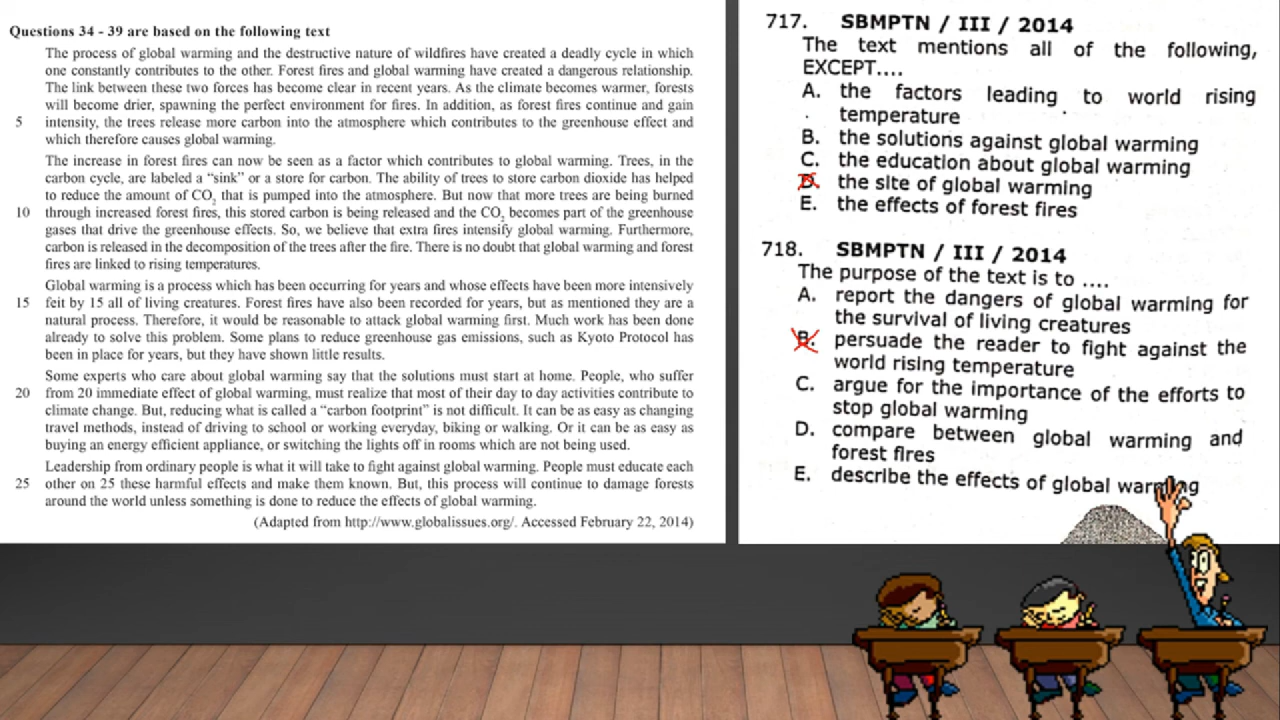 Questions 34 - 39 are based on the following text
The process of global warming and the destructive nature of wildfires have created a deadly cycle in which
one constantly contributes to the other. Forest fires and global warming have created a dangerous relationship.
The link between these two forces has become clear in recent years. As the climate becomes warmer, forests
will become drier, spawning the perfect environment for fires. In addition, as forest fires continue and gain
5 intensity, the trees release more carbon into the atmosphere which contributes to the greenhouse effect and
which therefore causes global warming.
The increase in forest fires can now be seen as a factor which contributes to global warming. Trees, in the
carbon cycle, are labeled a “sink” or a store for carbon. The ability of trees to store carbon dioxide has helped
to reduce the amount of CO₂ that is pumped into the atmosphere. But now that more trees are being burned
10 through increased forest fires, this stored carbon is being released and the CO₂ becomes part of the greenhouse
gases that drive the greenhouse effects. So, we believe that extra fires intensify global warming. Furthermore,
carbon is released in the decomposition of the trees after the fire. There is no doubt that global warming and forest
fires are linked to rising temperatures.
Global warming is a process which has been occurring for years and whose effects have been more intensively
15 feit by 15 all of living creatures. Forest fires have also been recorded for years, but as mentioned they are a
natural process. Therefore, it would be reasonable to attack global warming first. Much work has been done
already to solve this problem. Some plans to reduce greenhouse gas emissions, such as Kyoto Protocol has
been in place for years, but they have shown little results.
Some experts who care about global warming say that the solutions must start at home. People, who suffer
20 from 20 immediate effect of global warming, must realize that most of their day to day activities contribute to
climate change. But, reducing what is called a “carbon footprint” is not difficult. It can be as easy as changing
travel methods, instead of driving to school or working everyday, biking or walking. Or it can be as easy as
buying an energy efficient appliance, or switching the lights off in rooms which are not being used.
Leadership from ordinary people is what it will take to fight against global warming. People must educate each
25 other on 25 these harmful effects and make them known. But, this process will continue to damage forests
around the world unless something is done to reduce the effects of global warming.
(Adapted from http://www.globalissues.org/. Accessed February 22, 2014)
717. SBMPTN / III / 2014
The text mentions all of the following,
EXCEPT....
A. the factors leading to world rising
temperature
B. the solutions against global warming
C. the education about global warming
D. the site of global warming
E. the effects of forest fires
718. SBMPTN / III / 2014
The purpose of the text is to ....
A. report the dangers of global warming for
the survival of living creatures
B. persuade the reader to fight against the
world rising temperature
C. argue for the importance of the efforts to
stop global warming
D. compare between global warming and
forest fires
E. describe the effects of global warming